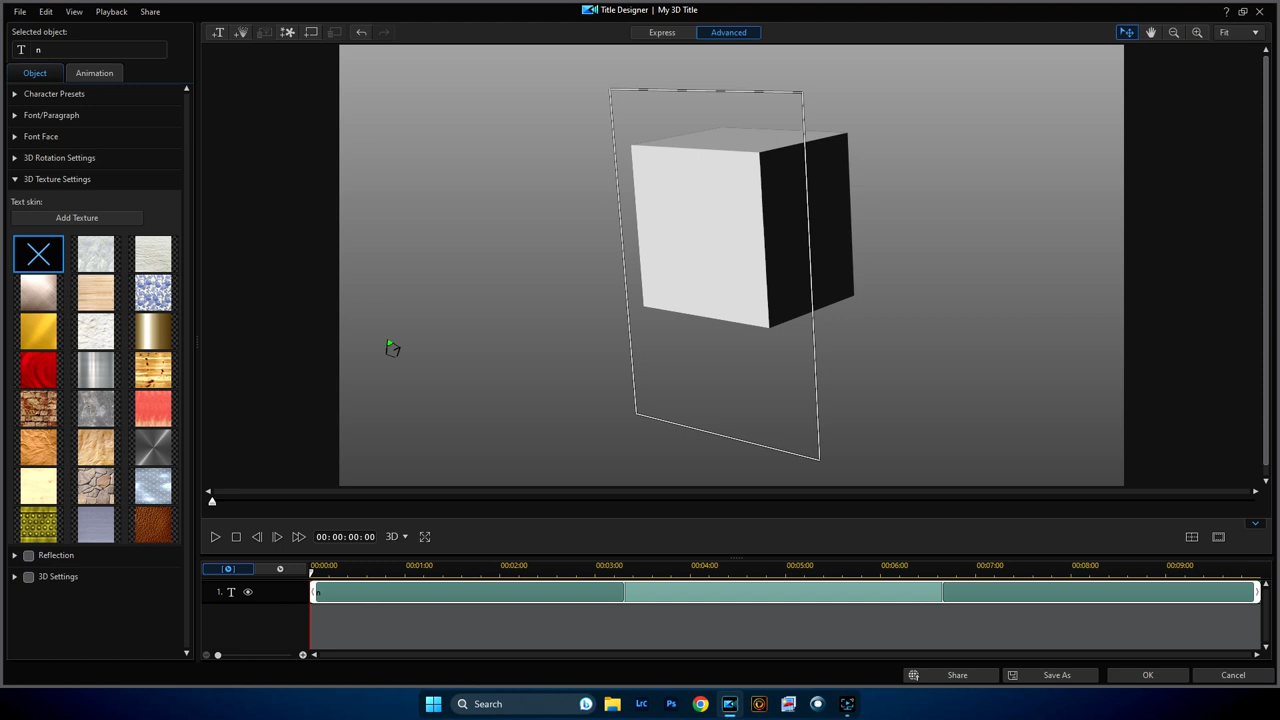 File Edit View Playback Share
Title Designer | My 3D Title
Selected object:
T n
Express Advanced
Fit
Object Animation
Character Presets
Font/Paragraph
Font Face
3D Rotation Settings
3D Texture Settings
Text skin:
Add Texture
Reflection
3D Settings
00:00:00:00 3D
00:00:00 00:01:00 00:02:00 00:03:00 00:04:00 00:05:00 00:06:00 00:07:00 00:08:00 00:09:00
1. T n
Share Save As OK Cancel
Search Lrc Ps